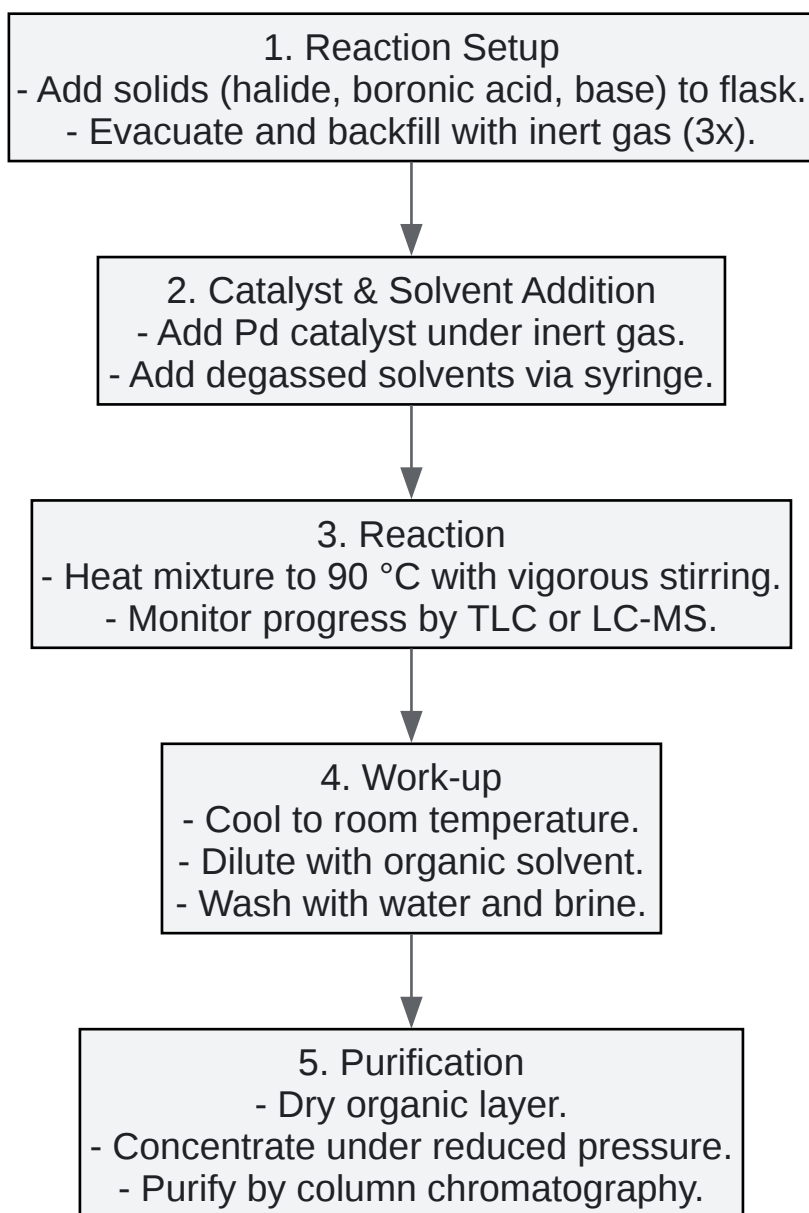 1. Reaction Setup
- Add solids (halide, boronic acid, base) to flask.
- Evacuate and backfill with inert gas (3x).
2. Catalyst & Solvent Addition
- Add Pd catalyst under inert gas.
- Add degassed solvents via syringe.
3. Reaction
- Heat mixture to 90 °C with vigorous stirring.
- Monitor progress by TLC or LC-MS.
4. Work-up
- Cool to room temperature.
- Dilute with organic solvent.
- Wash with water and brine.
5. Purification
- Dry organic layer.
- Concentrate under reduced pressure.
- Purify by column chromatography.